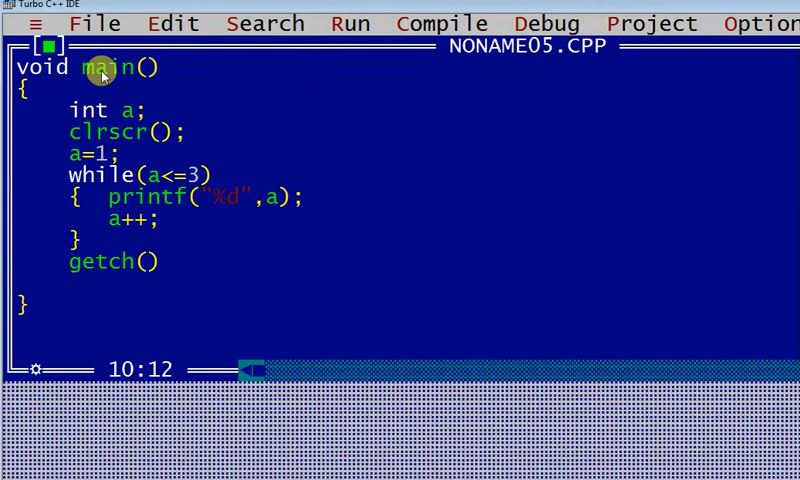 Turbo C++ IDE
≡ File Edit Search Run Compile Debug Project Option
[■] NONAME05.CPP
void main()
{
int a;
clrscr();
a=1;
while(a<=3)
{ printf("%d",a);
a++;
}
getch()
}
10:12